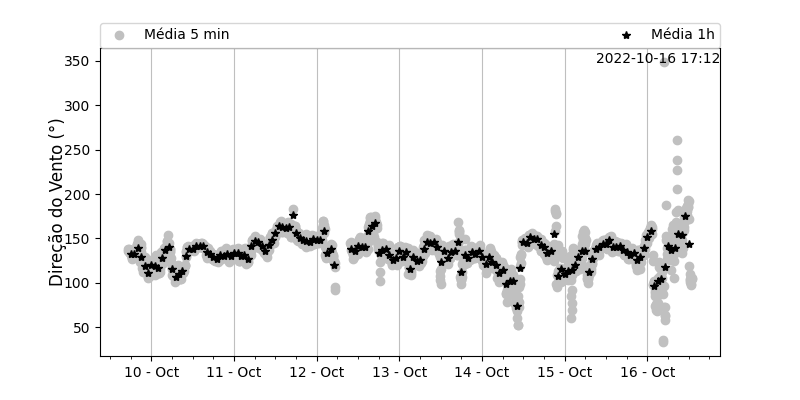 Média 5 min
Média 1h
2022-10-16 17:12
Direção do Vento (°)
350
300
250
200
150
100
50
10 - Oct
11 - Oct
12 - Oct
13 - Oct
14 - Oct
15 - Oct
16 - Oct